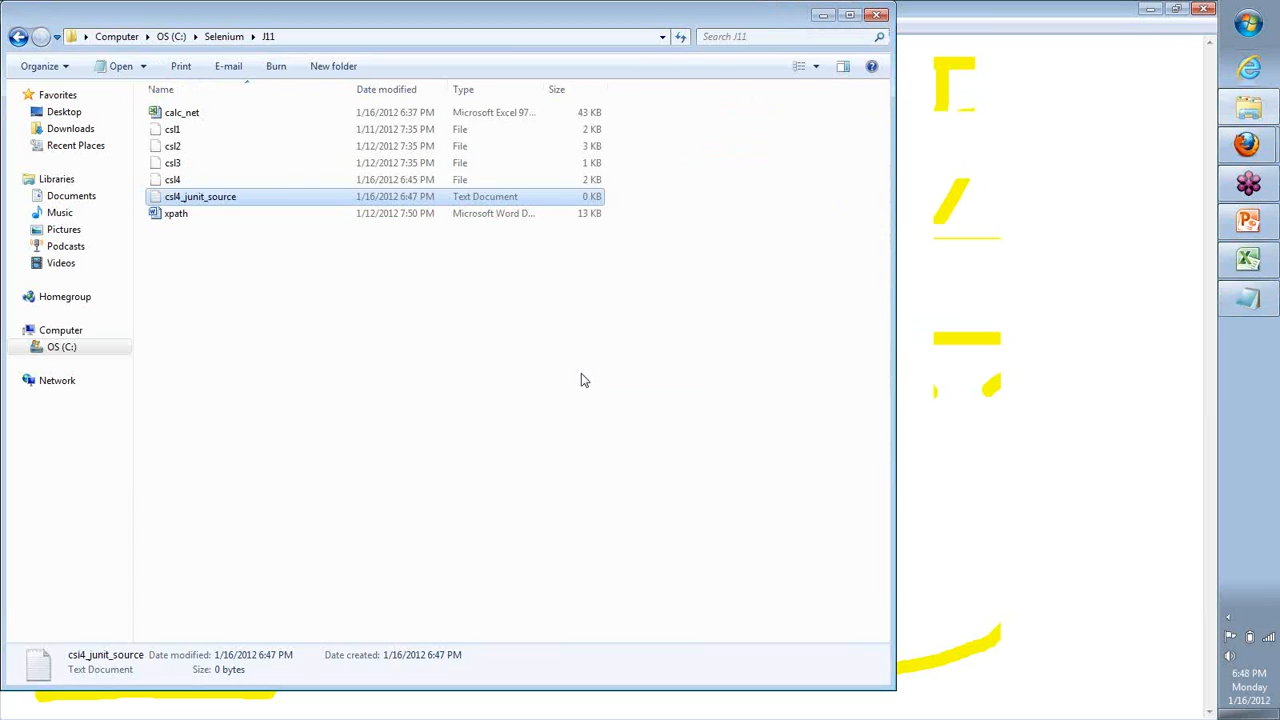 Computer ▸ OS (C:) ▸ Selenium ▸ J11
Search J11
Organize Open Print E-mail Burn New folder
Name Date modified Type Size
Favorites
Desktop
Downloads
Recent Places
Libraries
Documents
Music
Pictures
Podcasts
Videos
Homegroup
Computer
OS (C:)
Network
calc_net 1/16/2012 6:37 PM Microsoft Excel 97... 43 KB
csl1 1/11/2012 7:35 PM File 2 KB
csl2 1/12/2012 7:35 PM File 3 KB
csl3 1/12/2012 7:35 PM File 1 KB
csl4 1/16/2012 6:45 PM File 2 KB
csl4_junit_source 1/16/2012 6:47 PM Text Document 0 KB
xpath 1/12/2012 7:50 PM Microsoft Word D... 13 KB
csl4_junit_source Date modified: 1/16/2012 6:47 PM Date created: 1/16/2012 6:47 PM
Text Document Size: 0 bytes
6:48 PM
Monday
1/16/2012